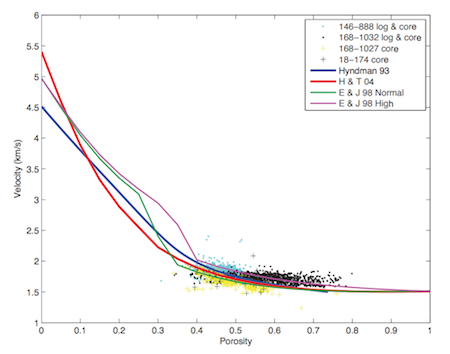 6
5.5
5
4.5
4
3.5
3
2.5
2
1.5
1
Velocity (km/s)
146–888 log & core
168–1032 log & core
168–1027 core
18–174 core
Hyndman 93
H & T 04
E & J 98 Normal
E & J 98 High
0 0.1 0.2 0.3 0.4 0.5 0.6 0.7 0.8 0.9 1
Porosity